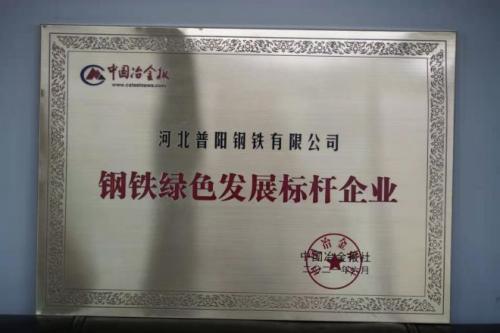 中国冶金报
www.csteelnews.com
河北普阳钢铁有限公司
钢铁绿色发展标杆企业
中国冶金报社